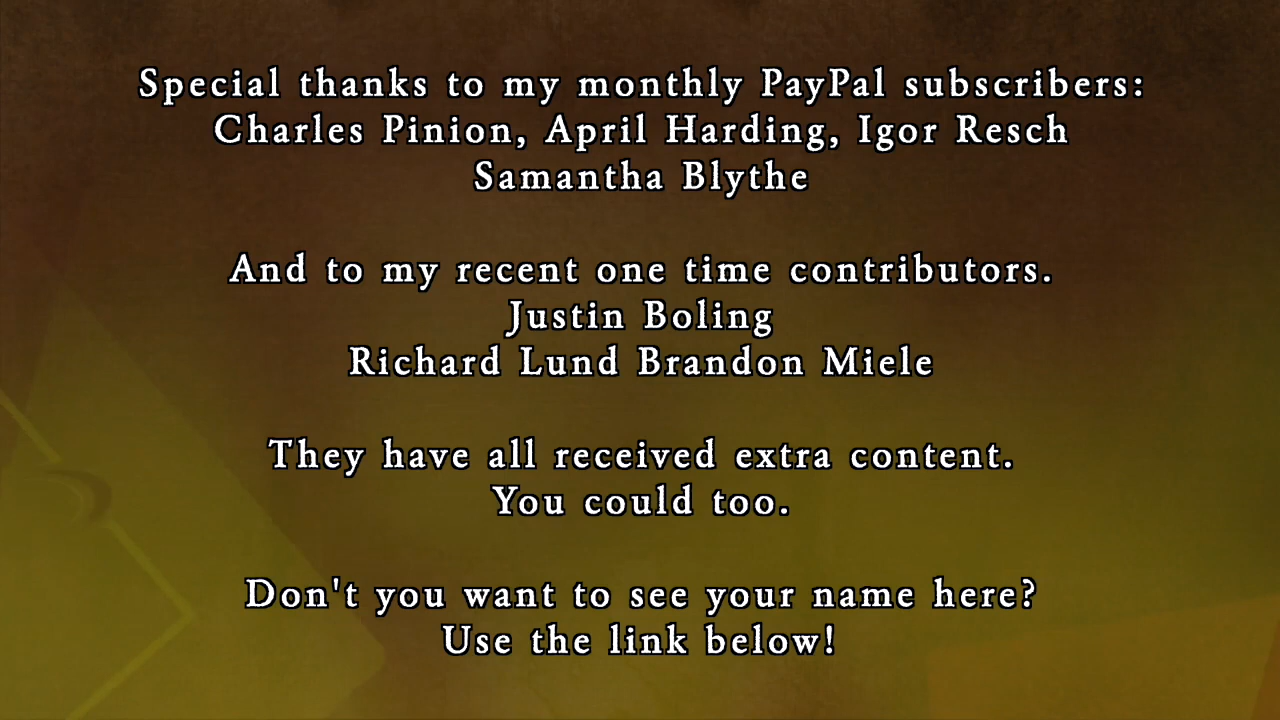 Special thanks to my monthly PayPal subscribers:
Charles Pinion, April Harding, Igor Resch
Samantha Blythe
And to my recent one time contributors.
Justin Boling
Richard Lund Brandon Miele
They have all received extra content.
You could too.
Don't you want to see your name here?
Use the link below!